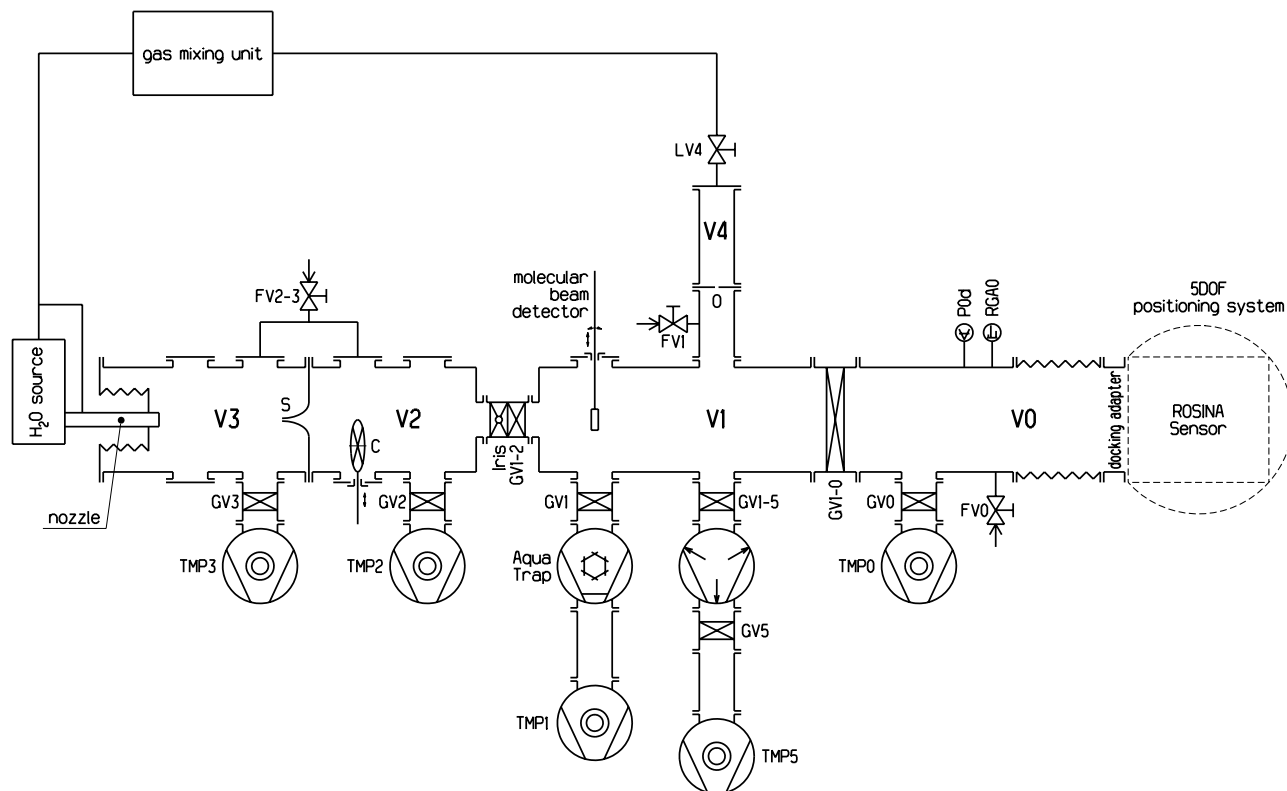 gas mixing unit
LV4
V4
O
FV1
FV2-3
molecular
beam
detector
P0d
RGA0
5DOF
positioning system
H2O source
V3
S
V2
C
Iris
GV1-2
V1
GV1-0
V0
docking adapter
ROSINA
Sensor
nozzle
GV3
GV2
GV1
GV1-5
GV0
FV0
TMP3
TMP2
Aqua
Trap
TMP0
GV5
TMP1
TMP5